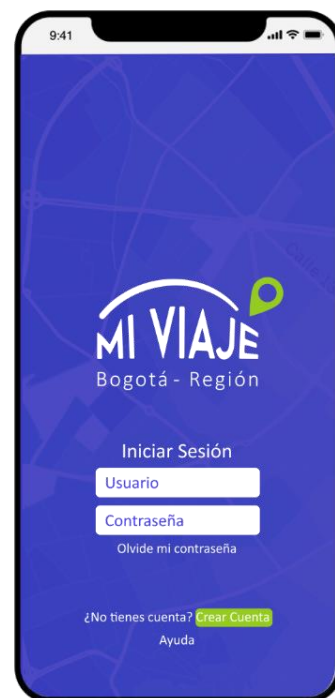 9:41
MI VIAJE
Bogotá - Región
Iniciar Sesión
Usuario
Contraseña
Olvide mi contraseña
¿No tienes cuenta? Crear Cuenta
Ayuda